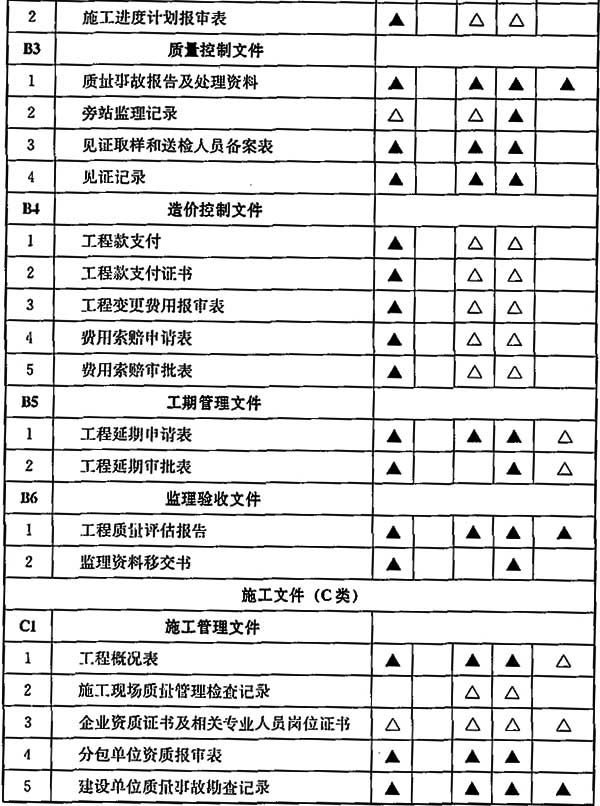 2 施工进度计划报审表 ▲ △ △
B3 质量控制文件
1 质量事故报告及处理资料 ▲ ▲ ▲ ▲
2 旁站监理记录 △ △ ▲
3 见证取样和送检人员备案表 ▲ ▲ ▲
4 见证记录 ▲ ▲ ▲
B4 造价控制文件
1 工程款支付 ▲ △ △
2 工程款支付证书 ▲ △ △
3 工程变更费用报审表 ▲ △ △
4 费用索赔申请表 ▲ △ △
5 费用索赔审批表 ▲ △ △
B5 工期管理文件
1 工程延期申请表 ▲ ▲ ▲ △
2 工程延期审批表 ▲ ▲ △
B6 监理验收文件
1 工程质量评估报告 ▲ ▲ ▲ ▲
2 监理资料移交书 ▲ ▲
施工文件（C 类）
C1 施工管理文件
1 工程概况表 ▲ ▲ ▲ △
2 施工现场质量管理检查记录 △ △
3 企业资质证书及相关专业人员岗位证书 △ △ △ △
4 分包单位资质报审表 ▲ ▲ ▲
5 建设单位质量事故勘查记录 ▲ ▲ ▲ ▲